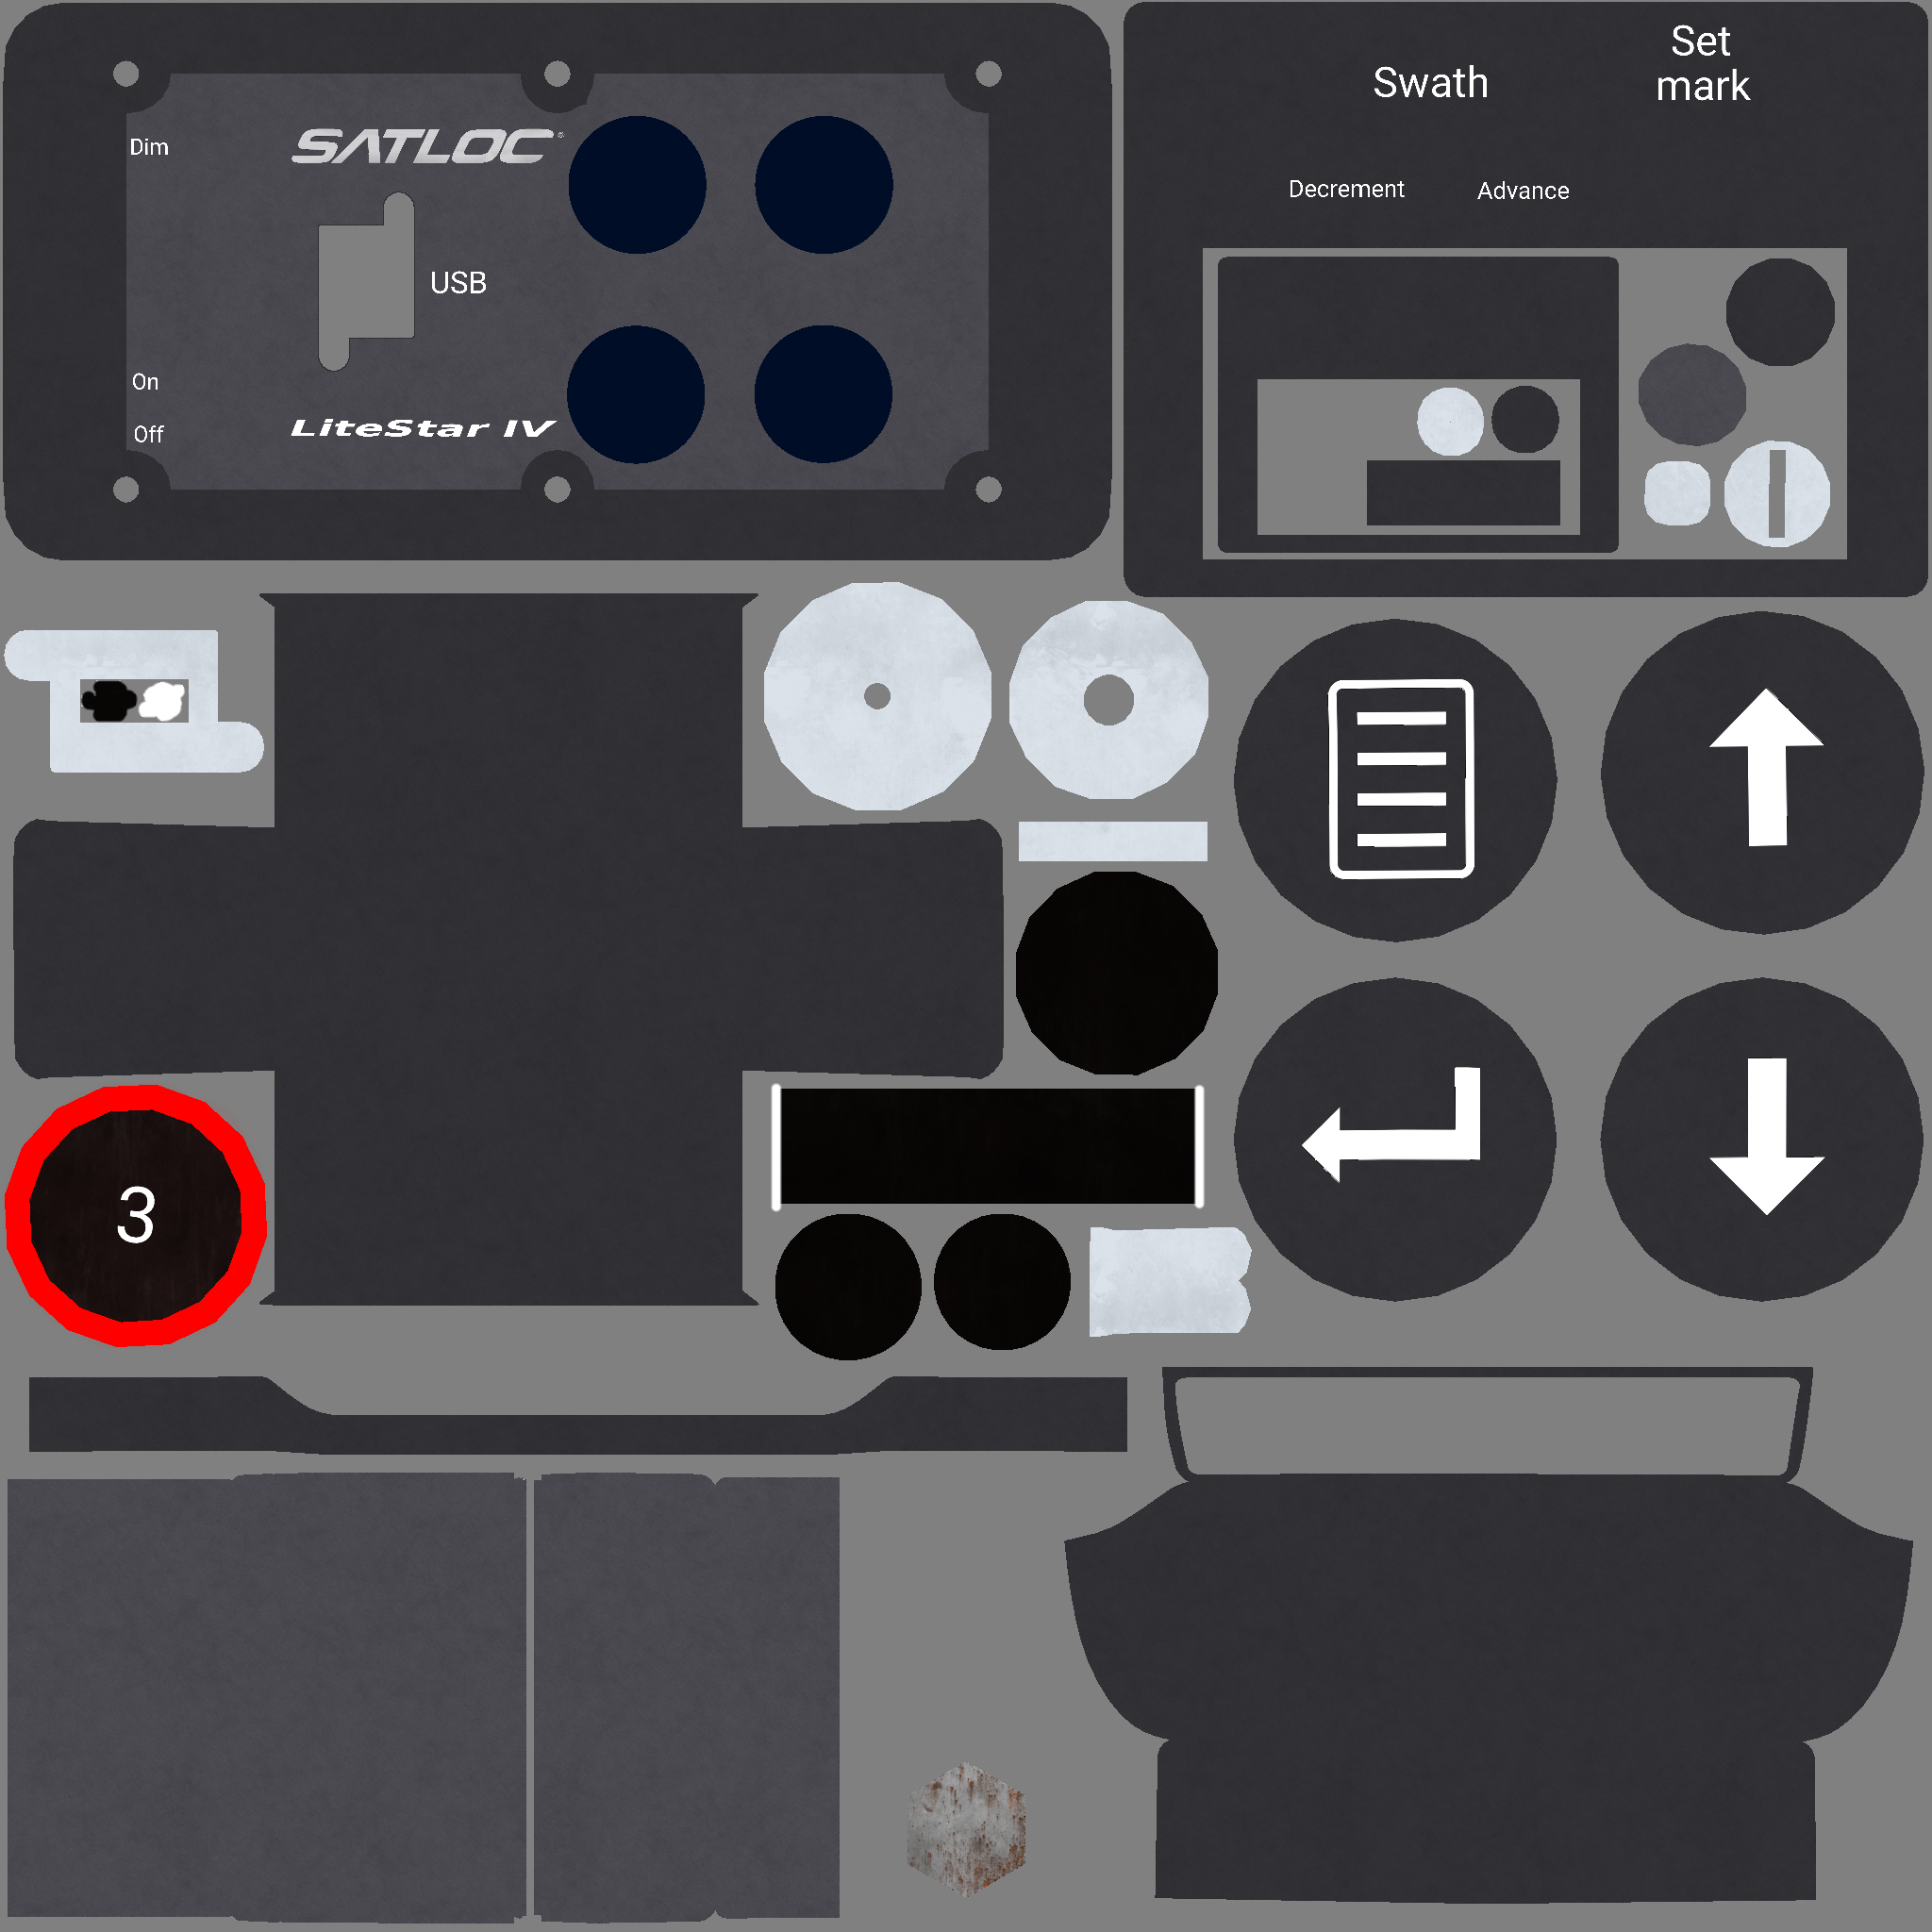 Dim
SATLOC®
USB
On
Off
LiteStar IV
Set
mark
Swath
Decrement
Advance
3